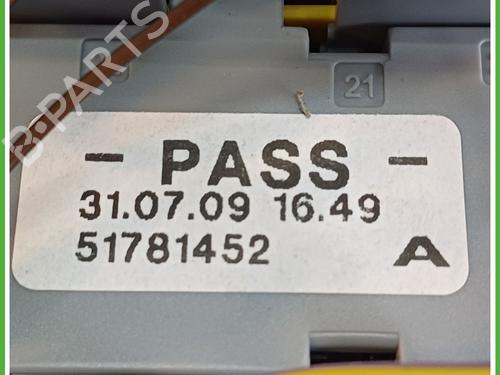 21
- PASS -
31.07.09 16.49
51781452 A
B-PARTS